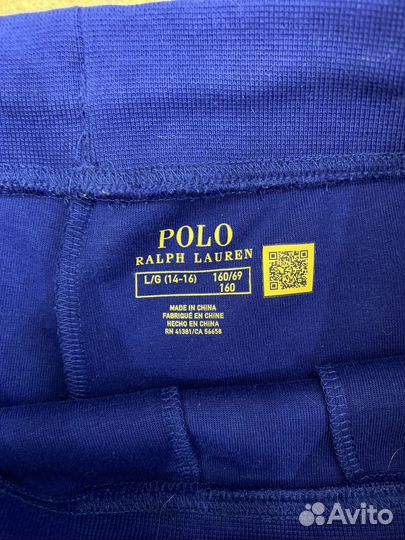 POLO
RALPH LAUREN
L/G (14-16) 160/69
160
MADE IN CHINA
FABRIQUÉ EN CHINE
HECHO EN CHINA
RN 41381/CA 56658
Avito